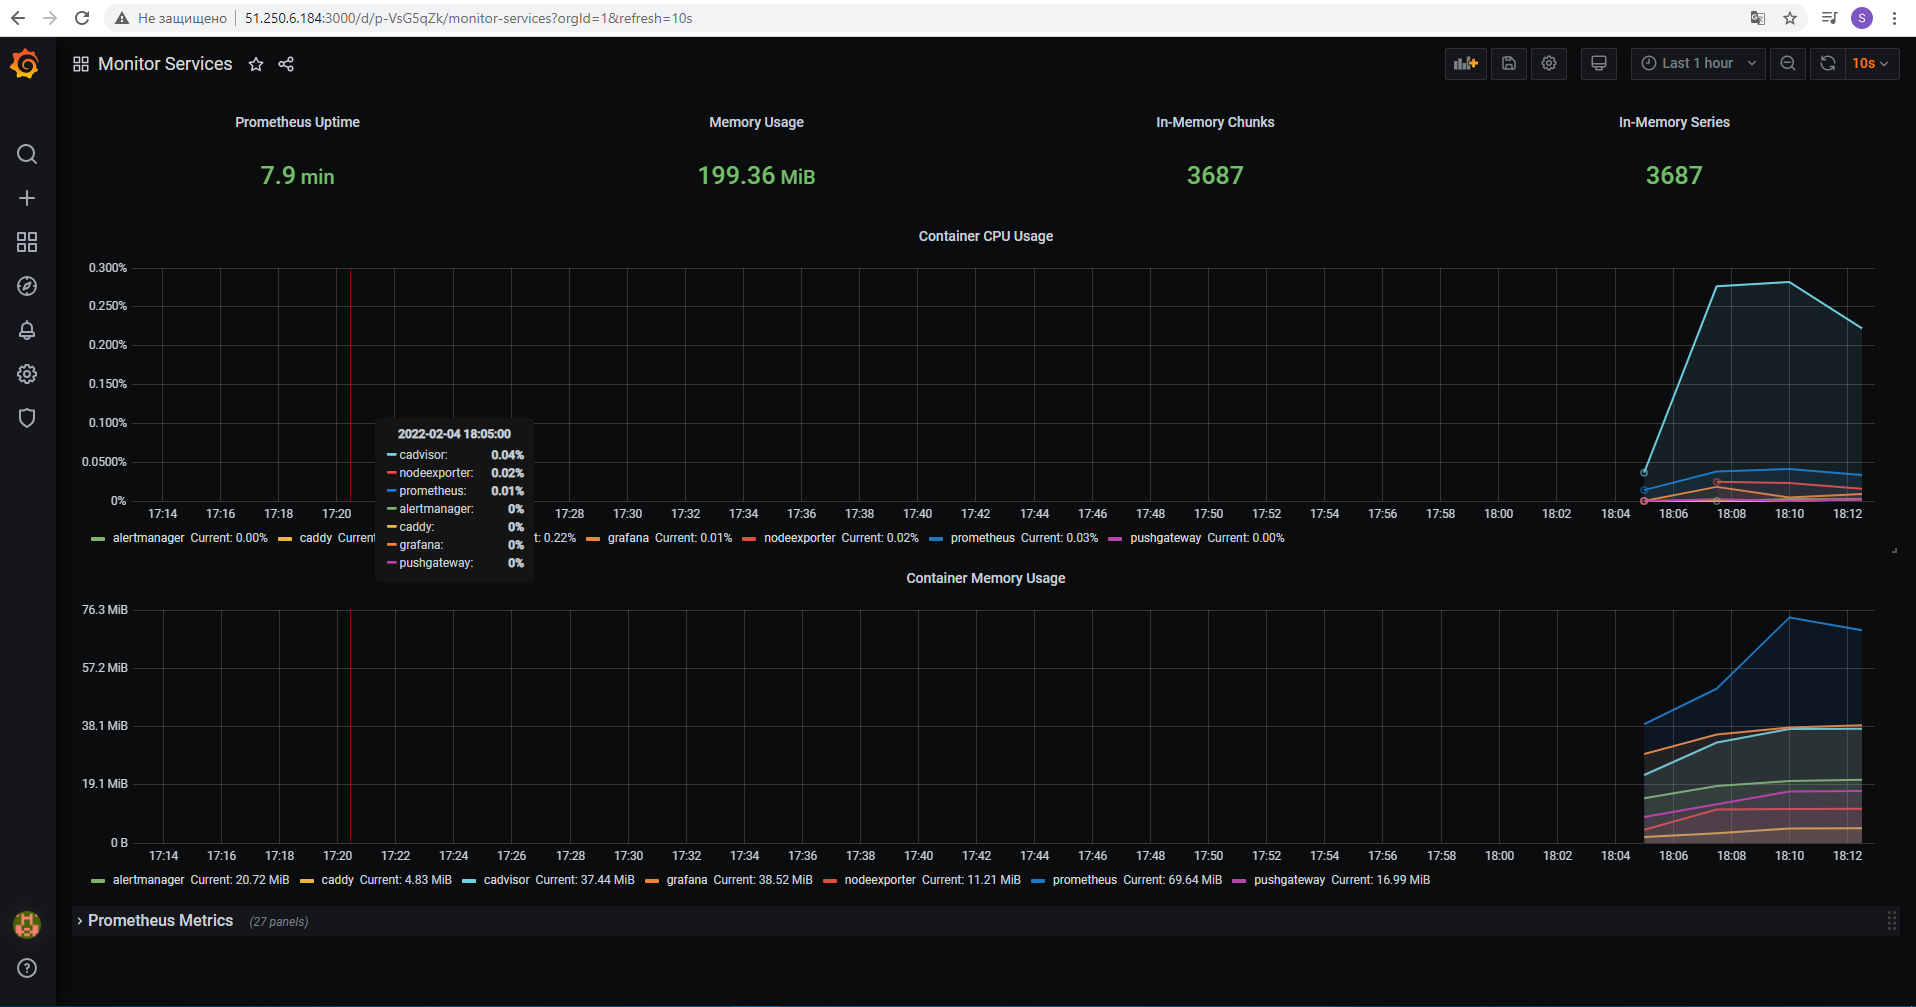 Не защищено 51.250.6.184:3000/d/p-VsG5qZk/monitor-services?orgId=1&refresh=10s S
Monitor Services Last 1 hour 10s
Prometheus Uptime Memory Usage In-Memory Chunks In-Memory Series
7.9 min 199.36 MiB 3687 3687
Container CPU Usage
0.300%
0.250%
0.200%
0.150%
0.100%
0.0500%
0%
17:14 17:16 17:18 17:20 17:28 17:30 17:32 17:34 17:36 17:38 17:40 17:42 17:44 17:46 17:48 17:50 17:52 17:54 17:56 17:58 18:00 18:02 18:04 18:06 18:08 18:10 18:12
alertmanager Current: 0.00% caddy Current t: 0.22% grafana Current: 0.01% nodeexporter Current: 0.02% prometheus Current: 0.03% pushgateway Current: 0.00%
2022-02-04 18:05:00
cadvisor: 0.04%
nodeexporter: 0.02%
prometheus: 0.01%
alertmanager: 0%
caddy: 0%
grafana: 0%
pushgateway: 0%
Container Memory Usage
76.3 MiB
57.2 MiB
38.1 MiB
19.1 MiB
0 B
17:14 17:16 17:18 17:20 17:22 17:24 17:26 17:28 17:30 17:32 17:34 17:36 17:38 17:40 17:42 17:44 17:46 17:48 17:50 17:52 17:54 17:56 17:58 18:00 18:02 18:04 18:06 18:08 18:10 18:12
alertmanager Current: 20.72 MiB caddy Current: 4.83 MiB cadvisor Current: 37.44 MiB grafana Current: 38.52 MiB nodeexporter Current: 11.21 MiB prometheus Current: 69.64 MiB pushgateway Current: 16.99 MiB
Prometheus Metrics (27 panels)